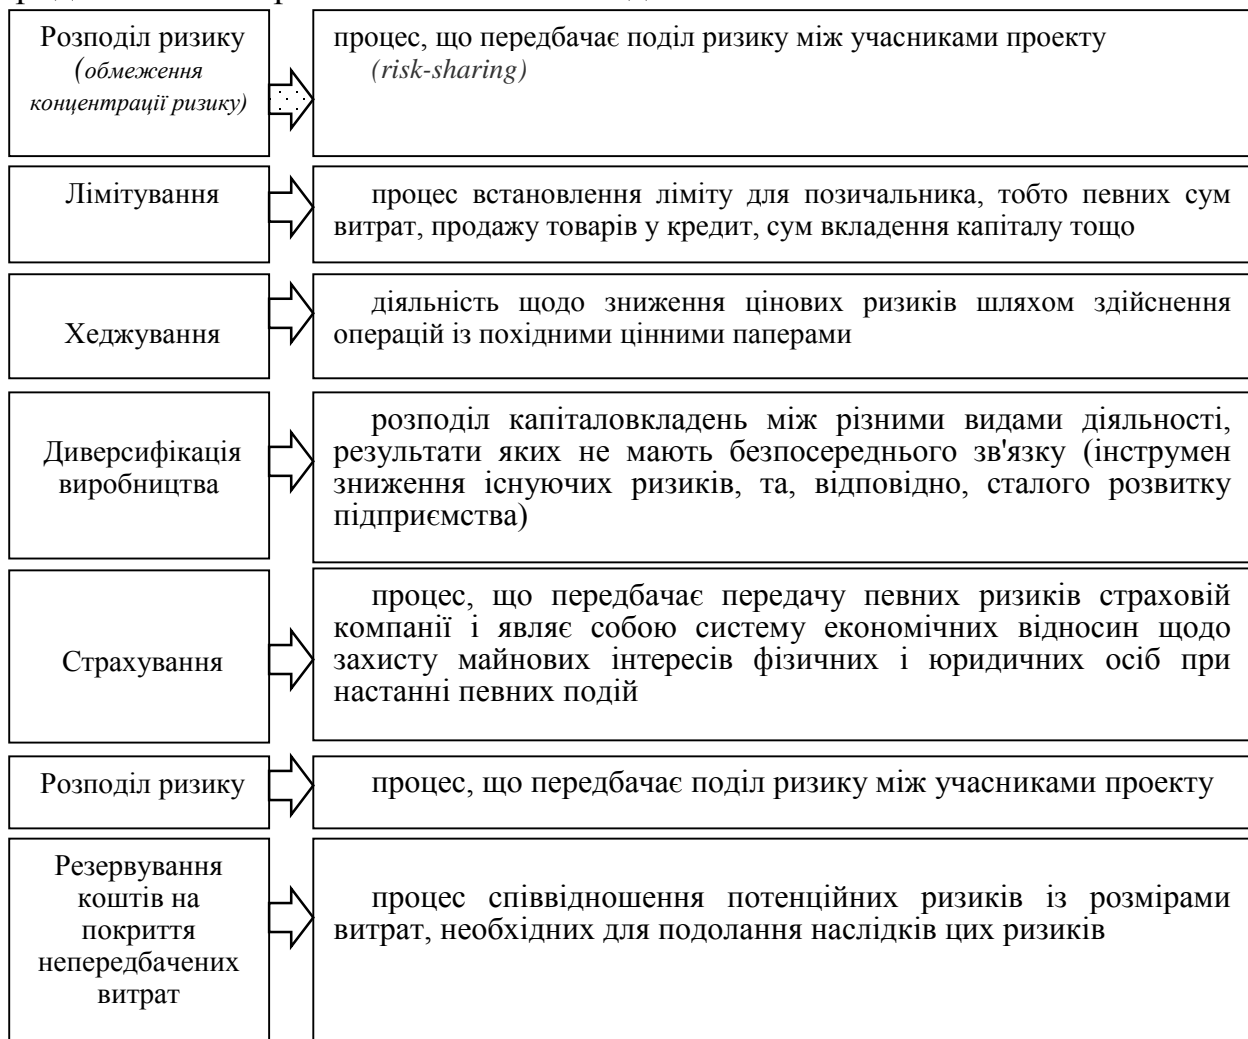 Розподіл ризику
(обмеження
концентрації ризику)
процес, що передбачає поділ ризику між учасниками проекту
(risk-sharing)
Лімітування
процес встановлення ліміту для позичальника, тобто певних сум
витрат, продажу товарів у кредит, сум вкладення капіталу тощо
Хеджування
діяльність щодо зниження цінових ризиків шляхом здійснення
операцій із похідними цінними паперами
Диверсифікація
виробництва
розподіл капіталовкладень між різними видами діяльності,
результати яких не мають безпосереднього зв'язку (інструмен
зниження існуючих ризиків, та, відповідно, сталого розвитку
підприємства)
Страхування
процес, що передбачає передачу певних ризиків страховій
компанії і являє собою систему економічних відносин щодо
захисту майнових інтересів фізичних і юридичних осіб при
настанні певних подій
Розподіл ризику
процес, що передбачає поділ ризику між учасниками проекту
Резервування
коштів на
покриття
непередбачених
витрат
процес співвідношення потенційних ризиків із розмірами
витрат, необхідних для подолання наслідків цих ризиків